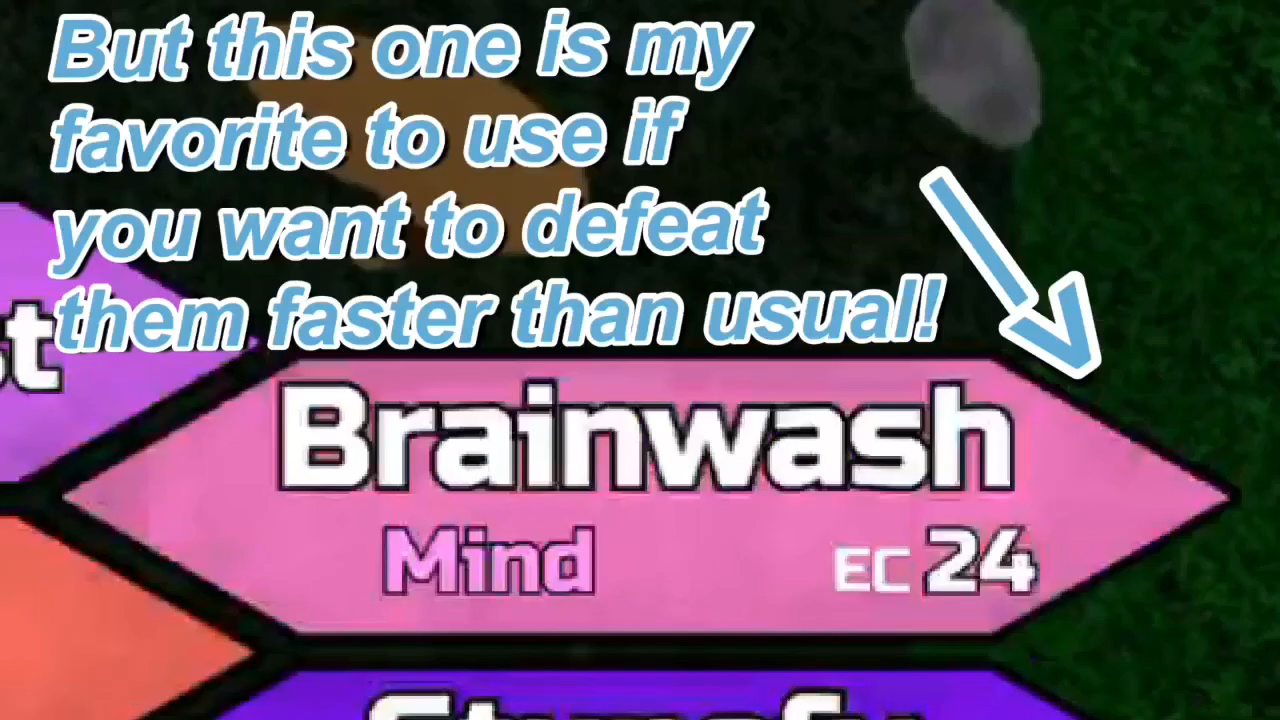 But this one is my
favorite to use if
you want to defeat
them faster than usual!
Brainwash
Mind EC 24